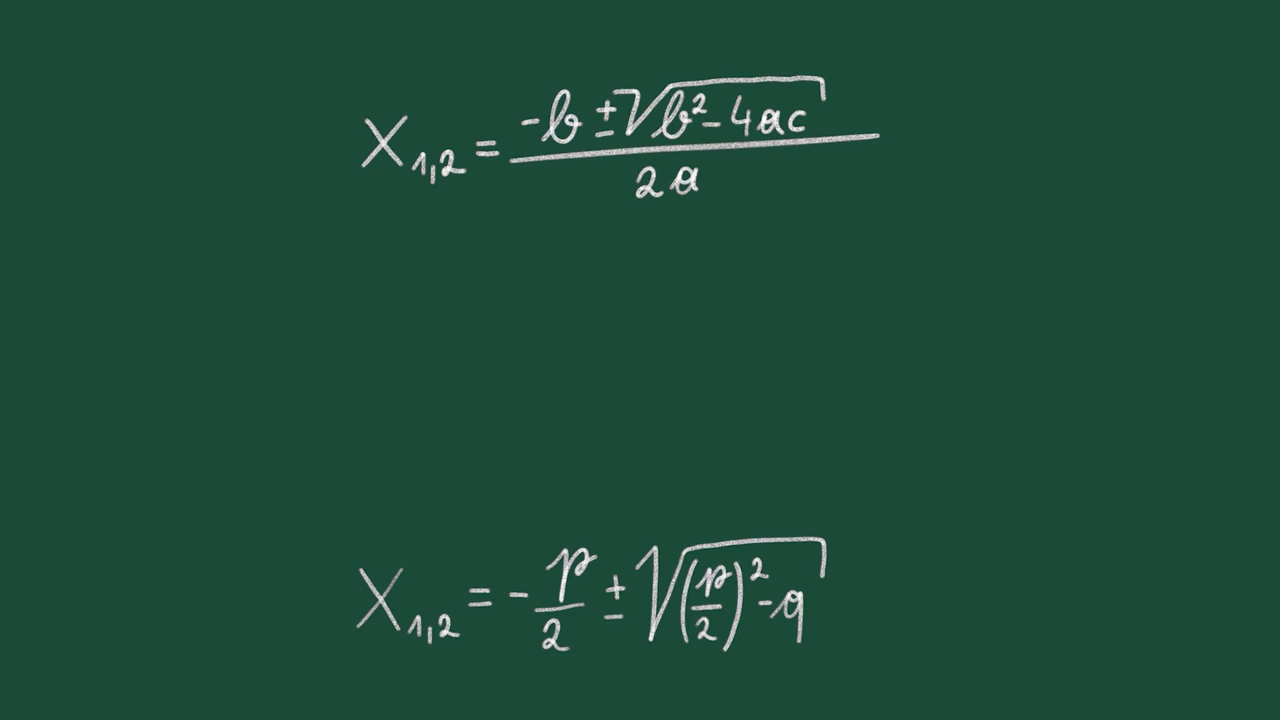 X₁,₂ = (-b ± √(b² - 4ac)) / (2a)
X₁,₂ = -p/2 ± √((p/2)² - q)